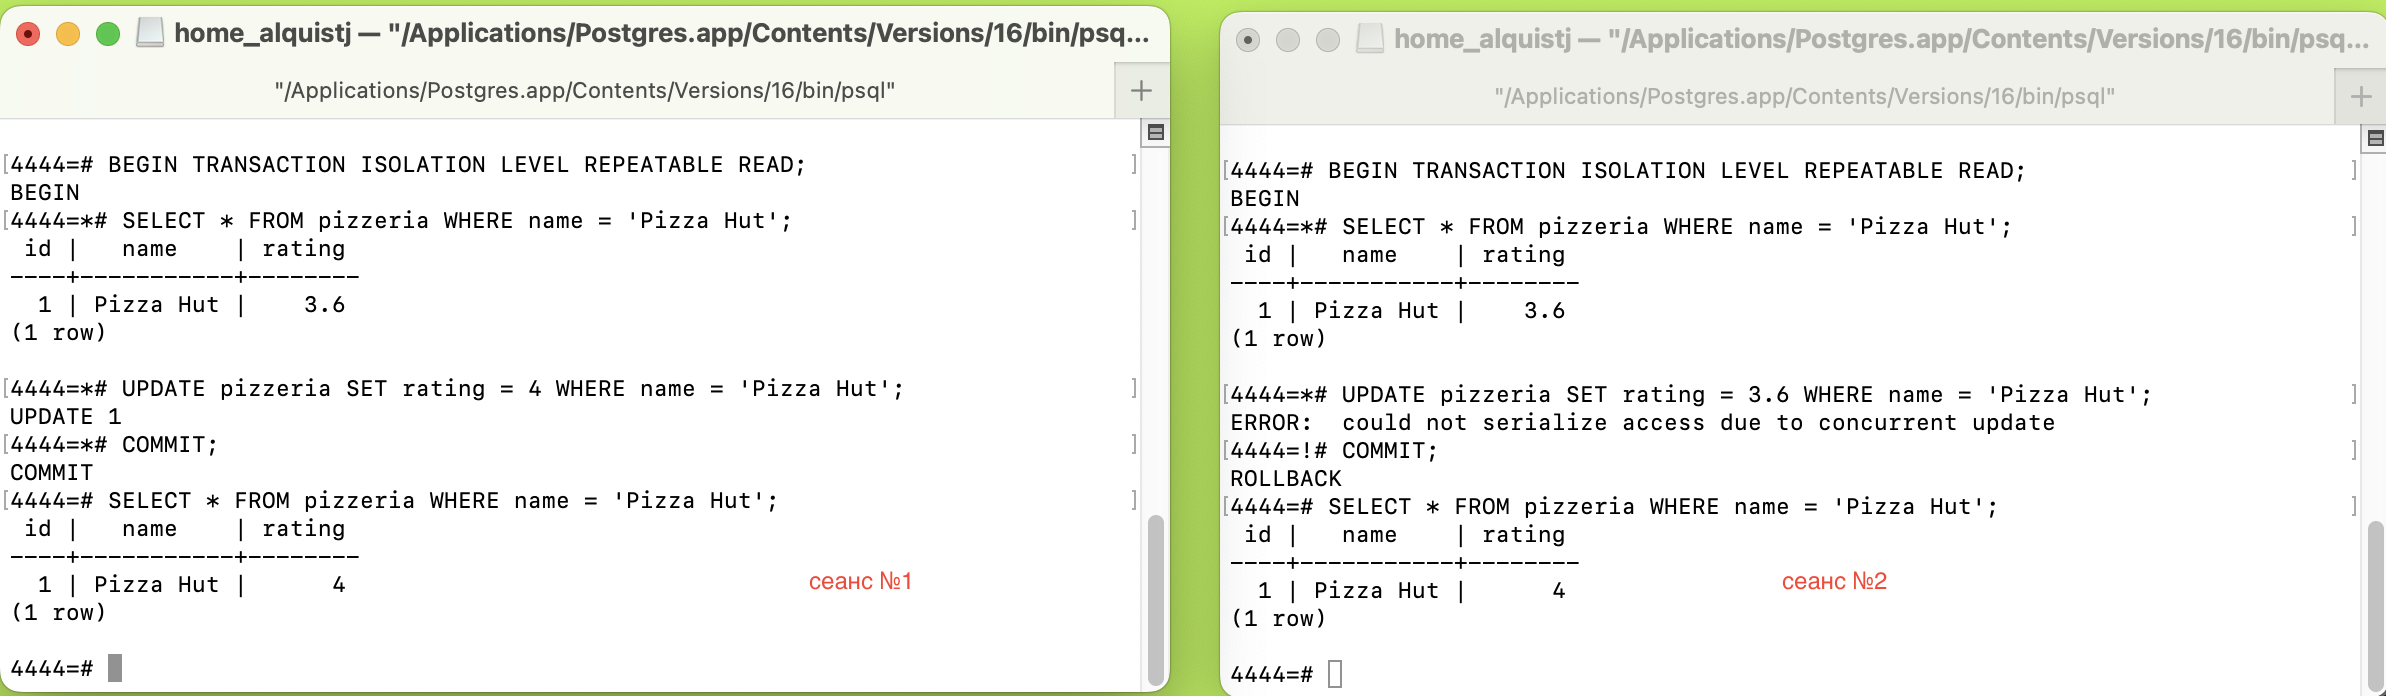 home_alquistj — "/Applications/Postgres.app/Contents/Versions/16/bin/psq...
"/Applications/Postgres.app/Contents/Versions/16/bin/psql"
[4444=# BEGIN TRANSACTION ISOLATION LEVEL REPEATABLE READ; ]
BEGIN
[4444=*# SELECT * FROM pizzeria WHERE name = 'Pizza Hut'; ]
 id |   name    | rating
----+-----------+--------
  1 | Pizza Hut |    3.6
(1 row)
[4444=*# UPDATE pizzeria SET rating = 4 WHERE name = 'Pizza Hut'; ]
UPDATE 1
[4444=*# COMMIT; ]
COMMIT
[4444=# SELECT * FROM pizzeria WHERE name = 'Pizza Hut'; ]
 id |   name    | rating
----+-----------+--------
  1 | Pizza Hut |      4
(1 row)
4444=#
сеанс №1
home_alquistj — "/Applications/Postgres.app/Contents/Versions/16/bin/psq...
"/Applications/Postgres.app/Contents/Versions/16/bin/psql"
[4444=# BEGIN TRANSACTION ISOLATION LEVEL REPEATABLE READ; ]
BEGIN
[4444=*# SELECT * FROM pizzeria WHERE name = 'Pizza Hut'; ]
 id |   name    | rating
----+-----------+--------
  1 | Pizza Hut |    3.6
(1 row)
[4444=*# UPDATE pizzeria SET rating = 3.6 WHERE name = 'Pizza Hut'; ]
ERROR:  could not serialize access due to concurrent update
[4444=!# COMMIT; ]
ROLLBACK
[4444=# SELECT * FROM pizzeria WHERE name = 'Pizza Hut'; ]
 id |   name    | rating
----+-----------+--------
  1 | Pizza Hut |      4
(1 row)
4444=#
сеанс №2